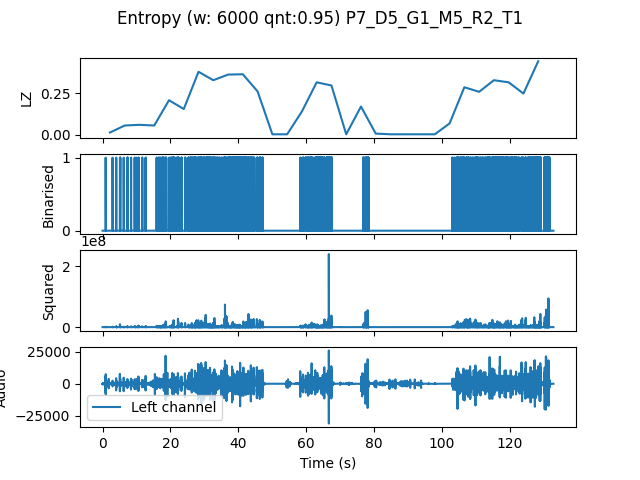 Entropy (w: 6000 qnt:0.95) P7_D5_G1_M5_R2_T1
LZ
0.25
0.00
Binarised
1
0
1e8
Squared
2
0
Audio
25000
0
−25000
Left channel
0 20 40 60 80 100 120
Time (s)